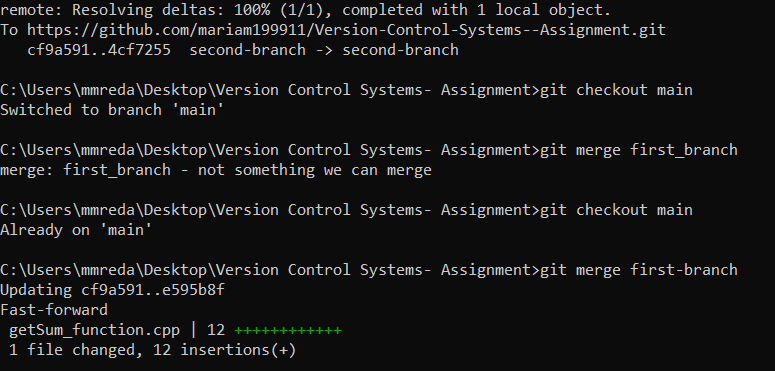 remote: Resolving deltas: 100% (1/1), completed with 1 local object.
To https://github.com/mariam199911/Version-Control-Systems--Assignment.git
   cf9a591..4cf7255  second-branch -> second-branch

C:\Users\mmreda\Desktop\Version Control Systems- Assignment>git checkout main
Switched to branch 'main'

C:\Users\mmreda\Desktop\Version Control Systems- Assignment>git merge first_branch
merge: first_branch - not something we can merge

C:\Users\mmreda\Desktop\Version Control Systems- Assignment>git checkout main
Already on 'main'

C:\Users\mmreda\Desktop\Version Control Systems- Assignment>git merge first-branch
Updating cf9a591..e595b8f
Fast-forward
 getSum_function.cpp | 12 ++++++++++++
 1 file changed, 12 insertions(+)